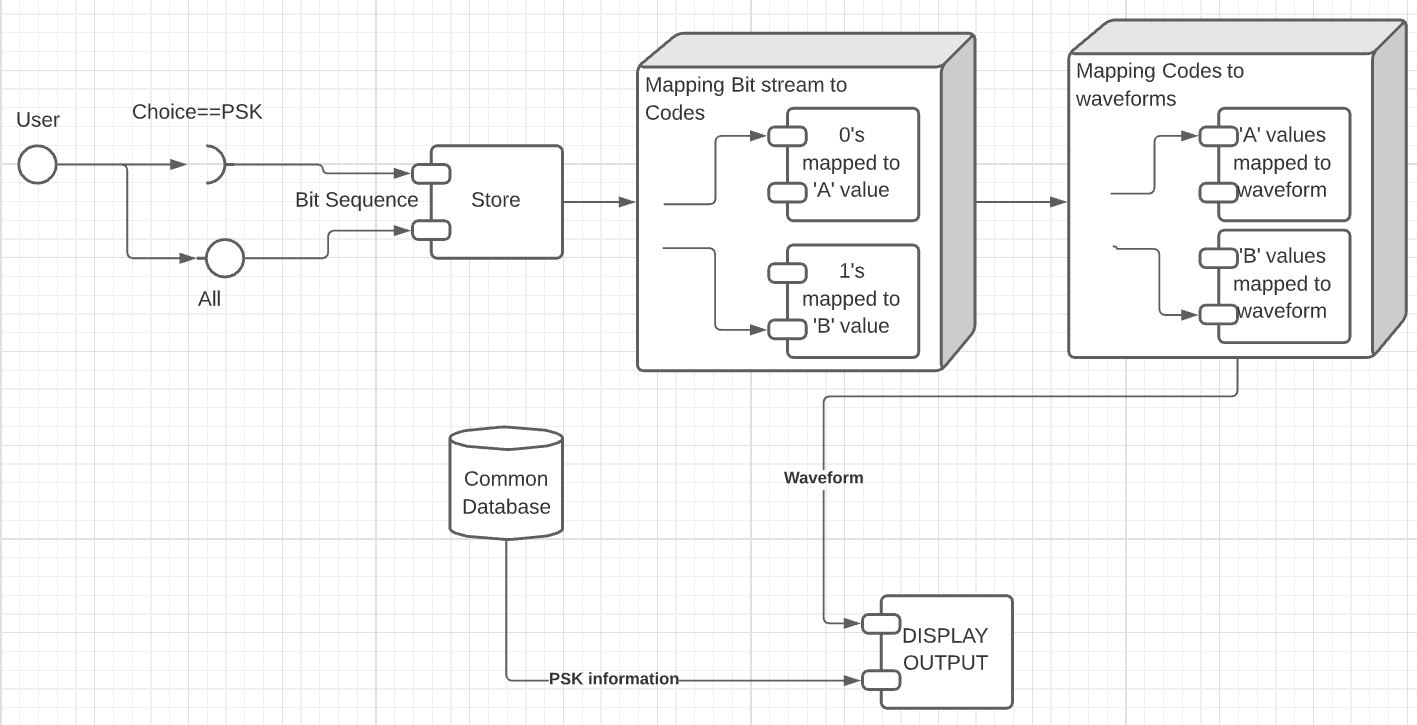 User
Choice==PSK
Bit Sequence
All
Store
Mapping Bit stream to
Codes
0's
mapped to
'A' value
1's
mapped to
'B' value
Mapping Codes to
waveforms
'A' values
mapped to
waveform
'B' values
mapped to
waveform
Common
Database
Waveform
PSK information
DISPLAY
OUTPUT